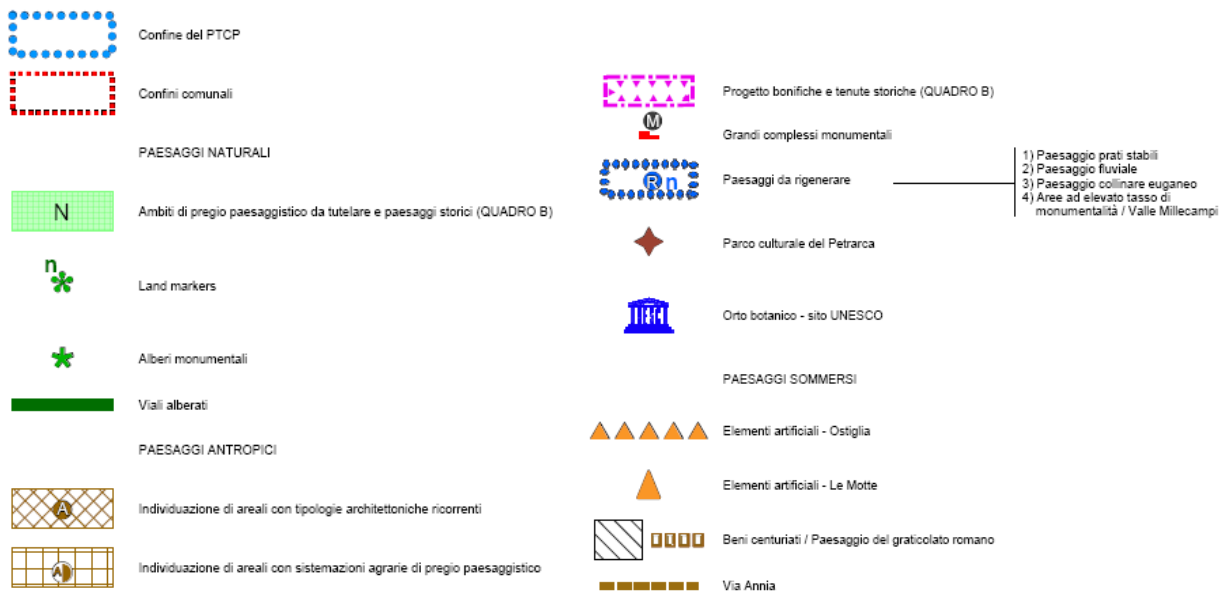 Confine del PTCP
Confini comunali
PAESAGGI NATURALI
N
Ambiti di pregio paesaggistico da tutelare e paesaggi storici (QUADRO B)
n
Land markers
Alberi monumentali
Viali alberati
PAESAGGI ANTROPICI
A
Individuazione di areali con tipologie architettoniche ricorrenti
A
Individuazione di areali con sistemazioni agrarie di pregio paesaggistico
Progetto bonifiche e tenute storiche (QUADRO B)
M
Grandi complessi monumentali
R n
Paesaggi da rigenerare
1) Paesaggio prati stabili
2) Paesaggio fluviale
3) Paesaggio collinare euganeo
4) Aree ad elevato tasso di
monumentalità / Valle Millecampi
Parco culturale del Petrarca
Orto botanico - sito UNESCO
PAESAGGI SOMMERSI
Elementi artificiali - Ostiglia
Elementi artificiali - Le Motte
Beni centuriati / Paesaggio del graticolato romano
Via Annia